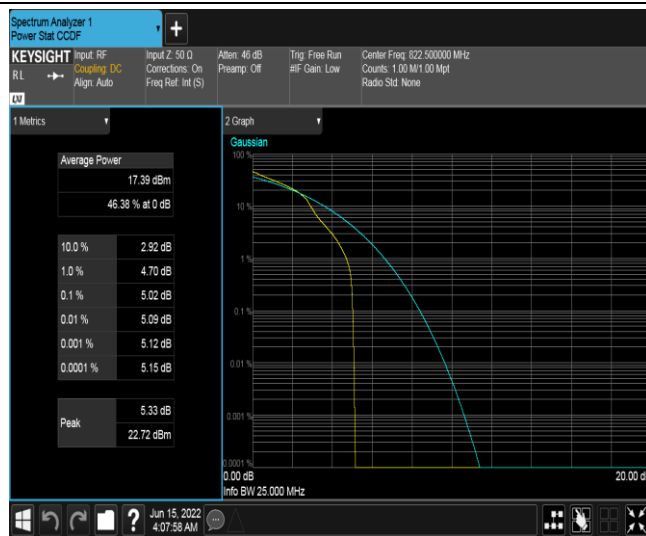 Spectrum Analyzer 1
Power Stat CCDF
+
KEYSIGHT
RL
LXI
Input: RF
Coupling: DC
Align: Auto
Input Z: 50 Ω
Corrections: On
Freq Ref: Int (S)
Atten: 46 dB
Preamp: Off
Trig: Free Run
#IF Gain: Low
Center Freq: 822.500000 MHz
Counts: 1.00 M/1.00 Mpt
Radio Std: None
1 Metrics
Average Power
17.39 dBm
46.38 % at 0 dB
10.0 % 2.92 dB
1.0 % 4.70 dB
0.1 % 5.02 dB
0.01 % 5.09 dB
0.001 % 5.12 dB
0.0001 % 5.15 dB
Peak
5.33 dB
22.72 dBm
2 Graph
Gaussian
100 %
10 %
1 %
0.1 %
0.01 %
0.001 %
0.0001 %
0.00 dB
20.00 d
Info BW 25.000 MHz
?
Jun 15, 2022
4:07:58 AM